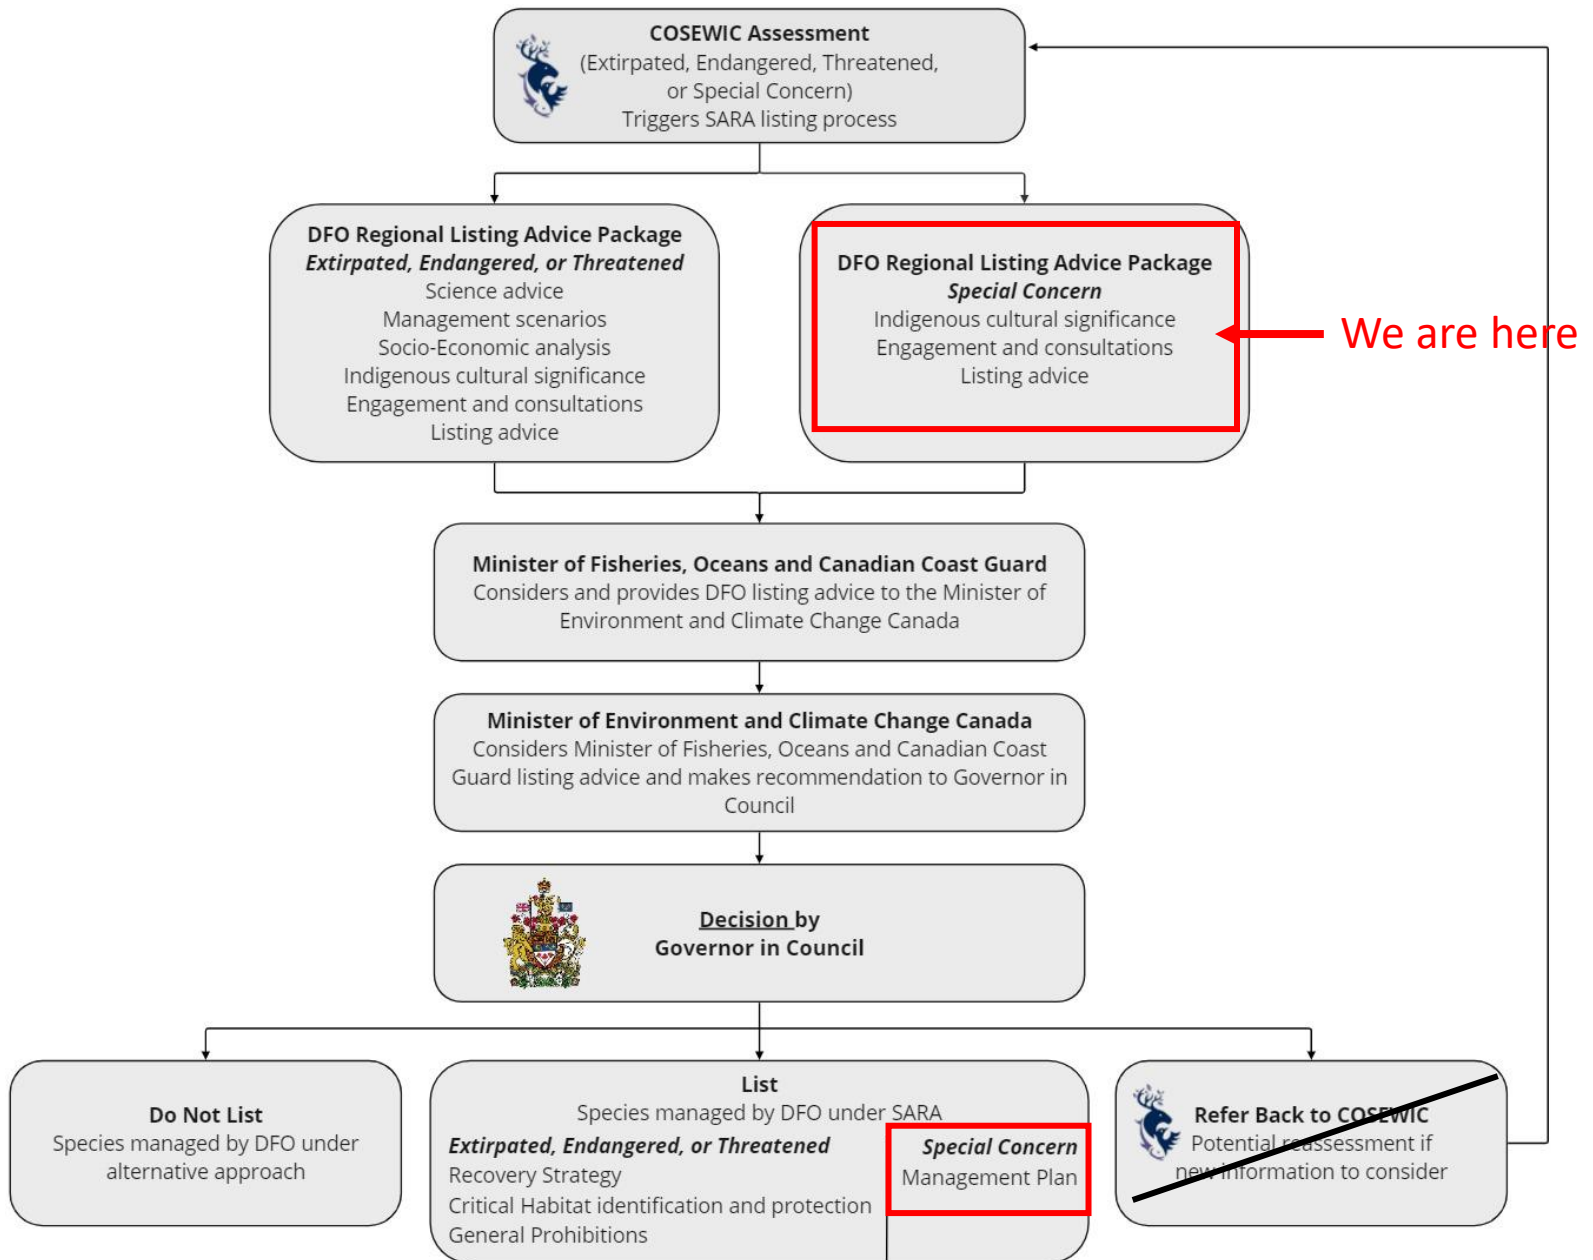 COSEWIC Assessment
(Extirpated, Endangered, Threatened,
or Special Concern)
Triggers SARA listing process
DFO Regional Listing Advice Package
Extirpated, Endangered, or Threatened
Science advice
Management scenarios
Socio-Economic analysis
Indigenous cultural significance
Engagement and consultations
Listing advice
DFO Regional Listing Advice Package
Special Concern
Indigenous cultural significance
Engagement and consultations
Listing advice
We are here
Minister of Fisheries, Oceans and Canadian Coast Guard
Considers and provides DFO listing advice to the Minister of
Environment and Climate Change Canada
Minister of Environment and Climate Change Canada
Considers Minister of Fisheries, Oceans and Canadian Coast
Guard listing advice and makes recommendation to Governor in
Council
Decision by
Governor in Council
Do Not List
Species managed by DFO under
alternative approach
List
Species managed by DFO under SARA
Extirpated, Endangered, or Threatened
Recovery Strategy
Critical Habitat identification and protection
General Prohibitions
Special Concern
Management Plan
Refer Back to COSEWIC
Potential reassessment if
new information to consider